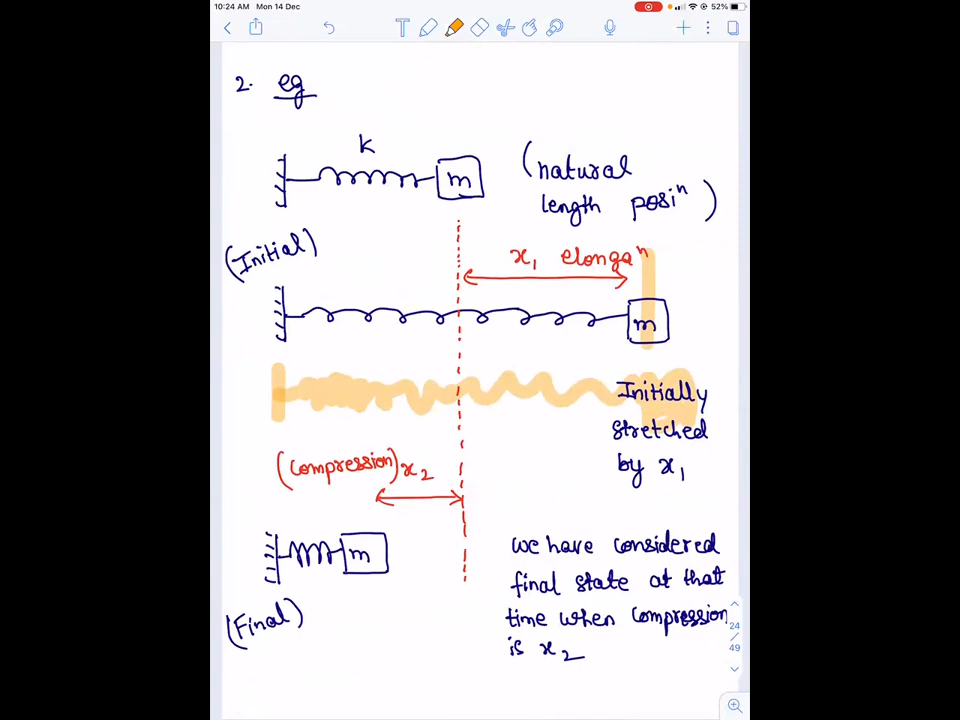 10:24 AM Mon 14 Dec
52%
2. eg
k
m
(natural
length posiⁿ)
(Initial)
x₁ elongaⁿ
m
Initially
stretched
by x₁
(compression) x₂
m
we have considered
final state at that
time when compression
is x₂
(Final)
24
/
49